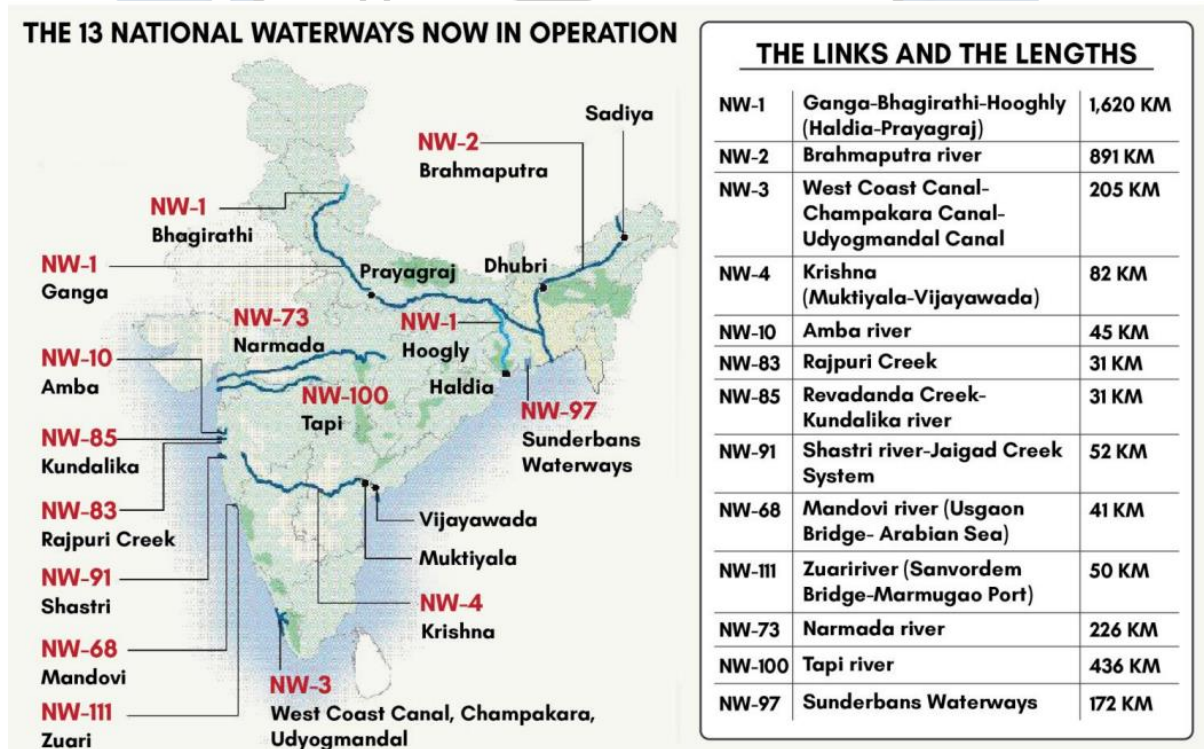 THE 13 NATIONAL WATERWAYS NOW IN OPERATION
Sadiya
NW-2
Brahmaputra
NW-1
Bhagirathi
NW-1
Ganga
Prayagraj
Dhubri
NW-73
Narmada
NW-1
Hoogly
NW-10
Amba
Haldia
NW-100
Tapi
NW-97
Sunderbans
Waterways
NW-85
Kundalika
NW-83
Rajpuri Creek
Vijayawada
Muktiyala
NW-91
Shastri
NW-4
Krishna
NW-68
Mandovi
NW-3
West Coast Canal, Champakara,
Udyogmandal
NW-111
Zuari
THE LINKS AND THE LENGTHS
NW-1 Ganga-Bhagirathi-Hooghly 1,620 KM
(Haldia-Prayagraj)
NW-2 Brahmaputra river 891 KM
NW-3 West Coast Canal- 205 KM
Champakara Canal-
Udyogmandal Canal
NW-4 Krishna 82 KM
(Muktiyala-Vijayawada)
NW-10 Amba river 45 KM
NW-83 Rajpuri Creek 31 KM
NW-85 Revadanda Creek- 31 KM
Kundalika river
NW-91 Shastri river-Jaigad Creek 52 KM
System
NW-68 Mandovi river (Usgaon 41 KM
Bridge- Arabian Sea)
NW-111 Zuaririver (Sanvordem 50 KM
Bridge-Marmugao Port)
NW-73 Narmada river 226 KM
NW-100 Tapi river 436 KM
NW-97 Sunderbans Waterways 172 KM